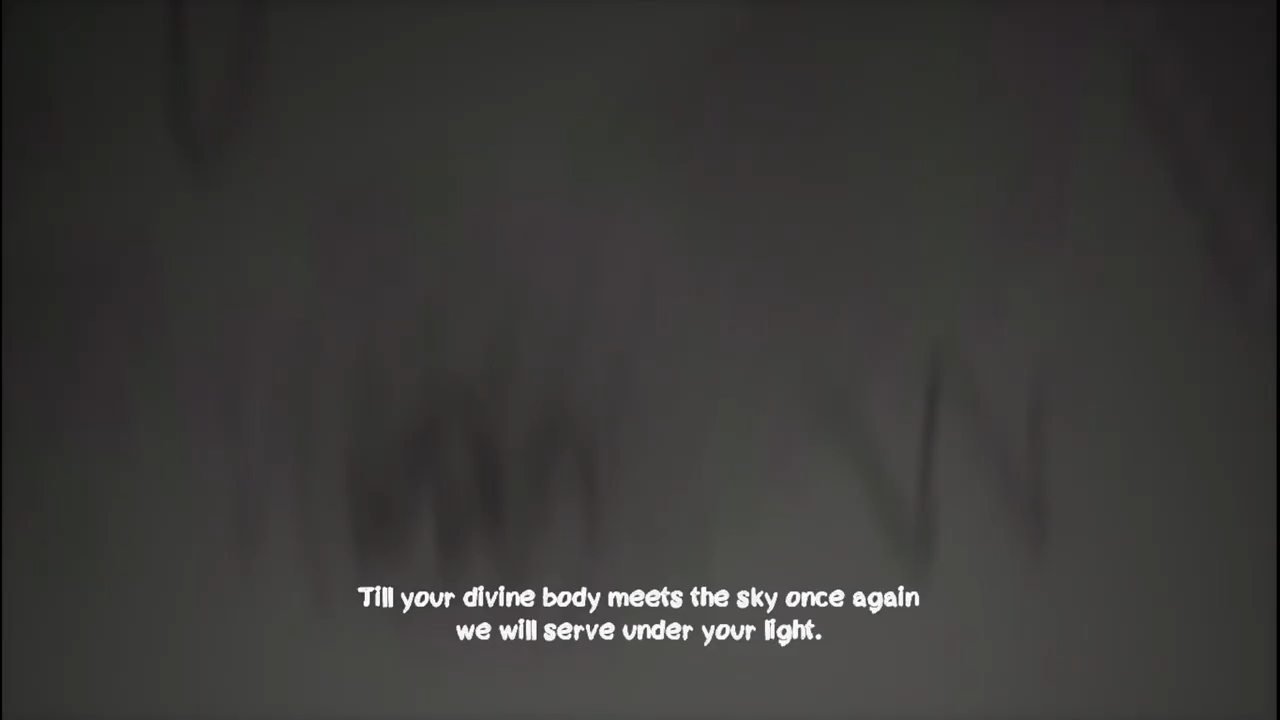 Till your divine body meets the sky once again
we will serve under your light.